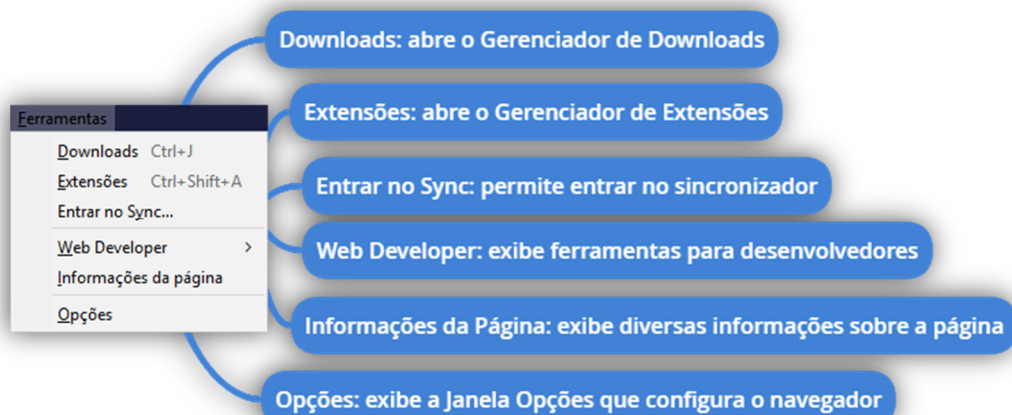 Downloads: abre o Gerenciador de Downloads
Extensões: abre o Gerenciador de Extensões
Ferramentas
Downloads Ctrl+J
Extensões Ctrl+Shift+A
Entrar no Sync...
Web Developer >
Informações da página
Opções
Entrar no Sync: permite entrar no sincronizador
Web Developer: exibe ferramentas para desenvolvedores
Informações da Página: exibe diversas informações sobre a página
Opções: exibe a Janela Opções que configura o navegador